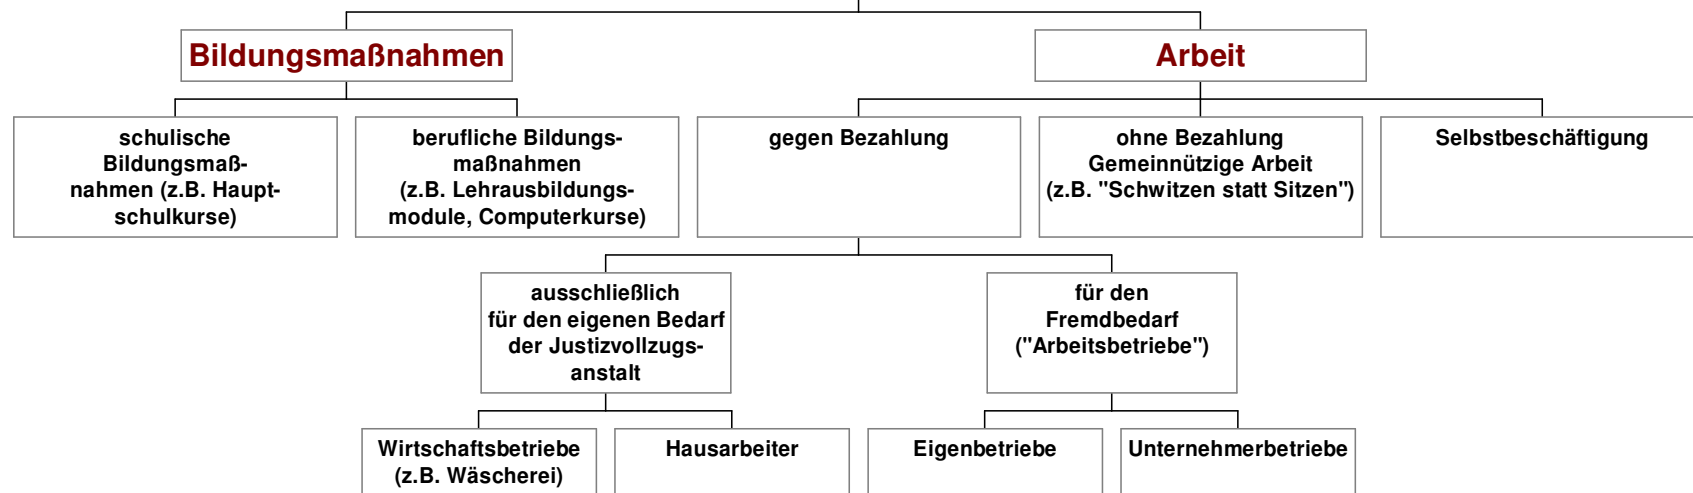 Bildungsmaßnahmen
Arbeit
schulische
Bildungsmaß-
nahmen (z.B. Haupt-
schulkurse)
berufliche Bildungs-
maßnahmen
(z.B. Lehrausbildungs-
module, Computerkurse)
gegen Bezahlung
ohne Bezahlung
Gemeinnützige Arbeit
(z.B. "Schwitzen statt Sitzen")
Selbstbeschäftigung
ausschließlich
für den eigenen Bedarf
der Justizvollzugs-
anstalt
für den
Fremdbedarf
("Arbeitsbetriebe")
Wirtschaftsbetriebe
(z.B. Wäscherei)
Hausarbeiter
Eigenbetriebe
Unternehmerbetriebe